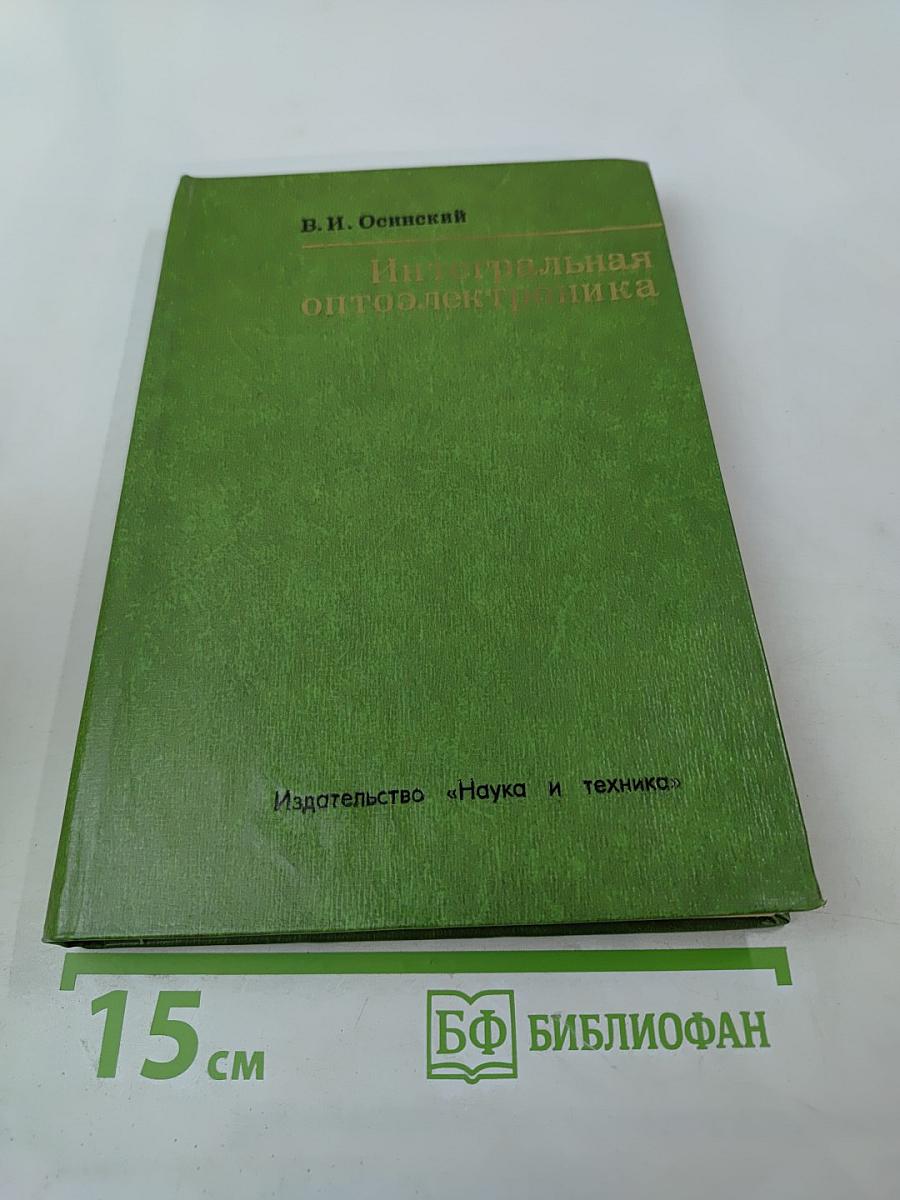 В. И. Осинский
Интегральная
оптоэлектроника
Издательство «Наука и техника»
15 см
БФ БИБЛИОФАН